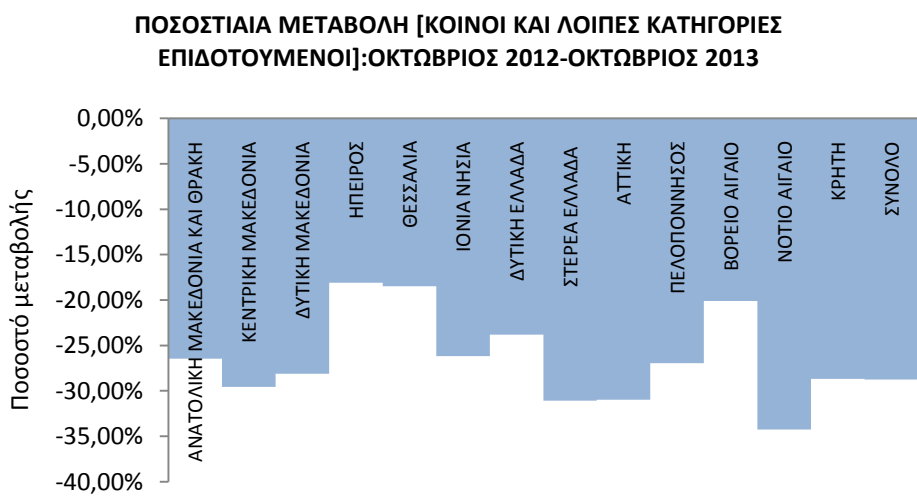 ΠΟΣΟΣΤΙΑΙΑ ΜΕΤΑΒΟΛΗ [ΚΟΙΝΟΙ ΚΑΙ ΛΟΙΠΕΣ ΚΑΤΗΓΟΡΙΕΣ
ΕΠΙΔΟΤΟΥΜΕΝΟΙ]:ΟΚΤΩΒΡΙΟΣ 2012-ΟΚΤΩΒΡΙΟΣ 2013
Ποσοστό μεταβολής
0,00%
-5,00%
-10,00%
-15,00%
-20,00%
-25,00%
-30,00%
-35,00%
-40,00%
ΑΝΑΤΟΛΙΚΗ ΜΑΚΕΔΟΝΙΑ ΚΑΙ ΘΡΑΚΗ
ΚΕΝΤΡΙΚΗ ΜΑΚΕΔΟΝΙΑ
ΔΥΤΙΚΗ ΜΑΚΕΔΟΝΙΑ
ΗΠΕΙΡΟΣ
ΘΕΣΣΑΛΙΑ
ΙΟΝΙΑ ΝΗΣΙΑ
ΔΥΤΙΚΗ ΕΛΛΑΔΑ
ΣΤΕΡΕΑ ΕΛΛΑΔΑ
ΑΤΤΙΚΗ
ΠΕΛΟΠΟΝΝΗΣΟΣ
ΒΟΡΕΙΟ ΑΙΓΑΙΟ
ΝΟΤΙΟ ΑΙΓΑΙΟ
ΚΡΗΤΗ
ΣΥΝΟΛΟ